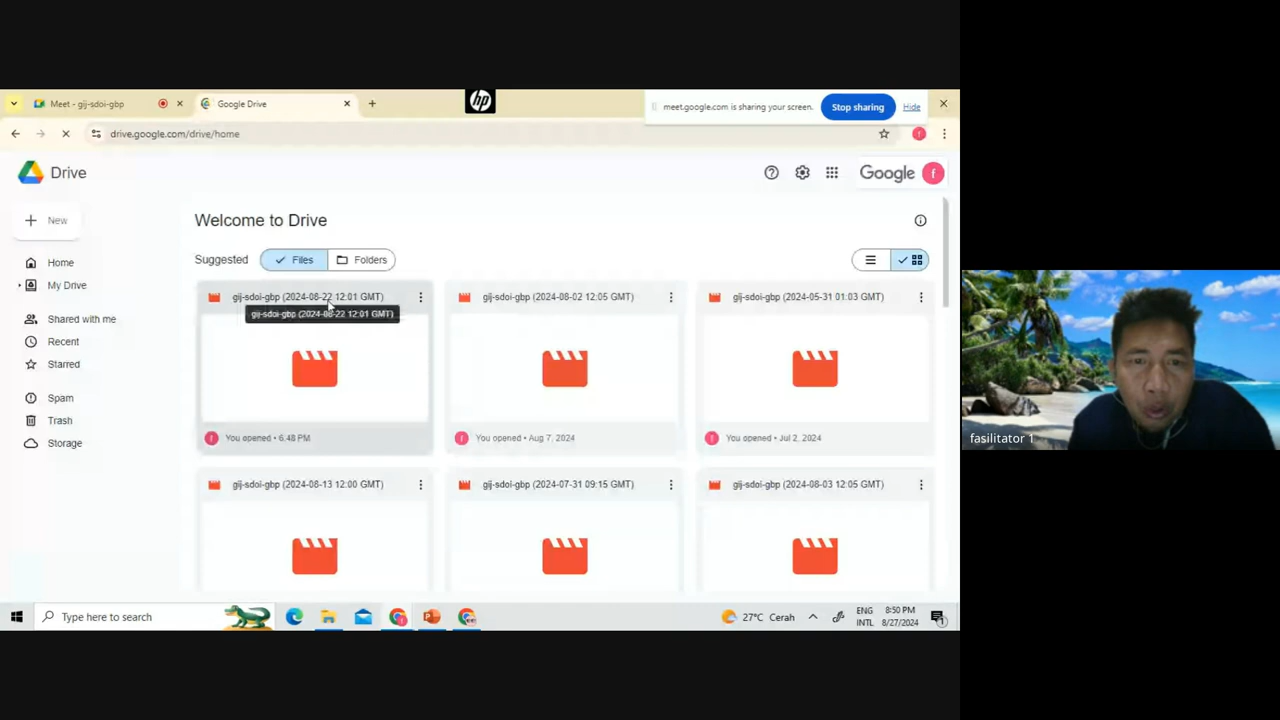 Meet - gij-sdoi-gbp
Google Drive
hp
meet.google.com is sharing your screen.
Stop sharing
Hide
drive.google.com/drive/home
Drive
Google
f
New
Welcome to Drive
Suggested
Files
Folders
Home
My Drive
Shared with me
Recent
Starred
Spam
Trash
Storage
gij-sdoi-gbp (2024-08-22 12:01 GMT)
gij-sdoi-gbp (2024-08-02 12:05 GMT)
gij-sdoi-gbp (2024-05-31 01:03 GMT)
gij-sdoi-gbp (2024-08-22 12:01 GMT)
You opened • 6:48 PM
You opened • Aug 7, 2024
You opened • Jul 2, 2024
gij-sdoi-gbp (2024-08-13 12:00 GMT)
gij-sdoi-gbp (2024-07-31 09:15 GMT)
gij-sdoi-gbp (2024-08-03 12:05 GMT)
fasilitator 1
Type here to search
27°C Cerah
ENG
INTL
8:50 PM
8/27/2024